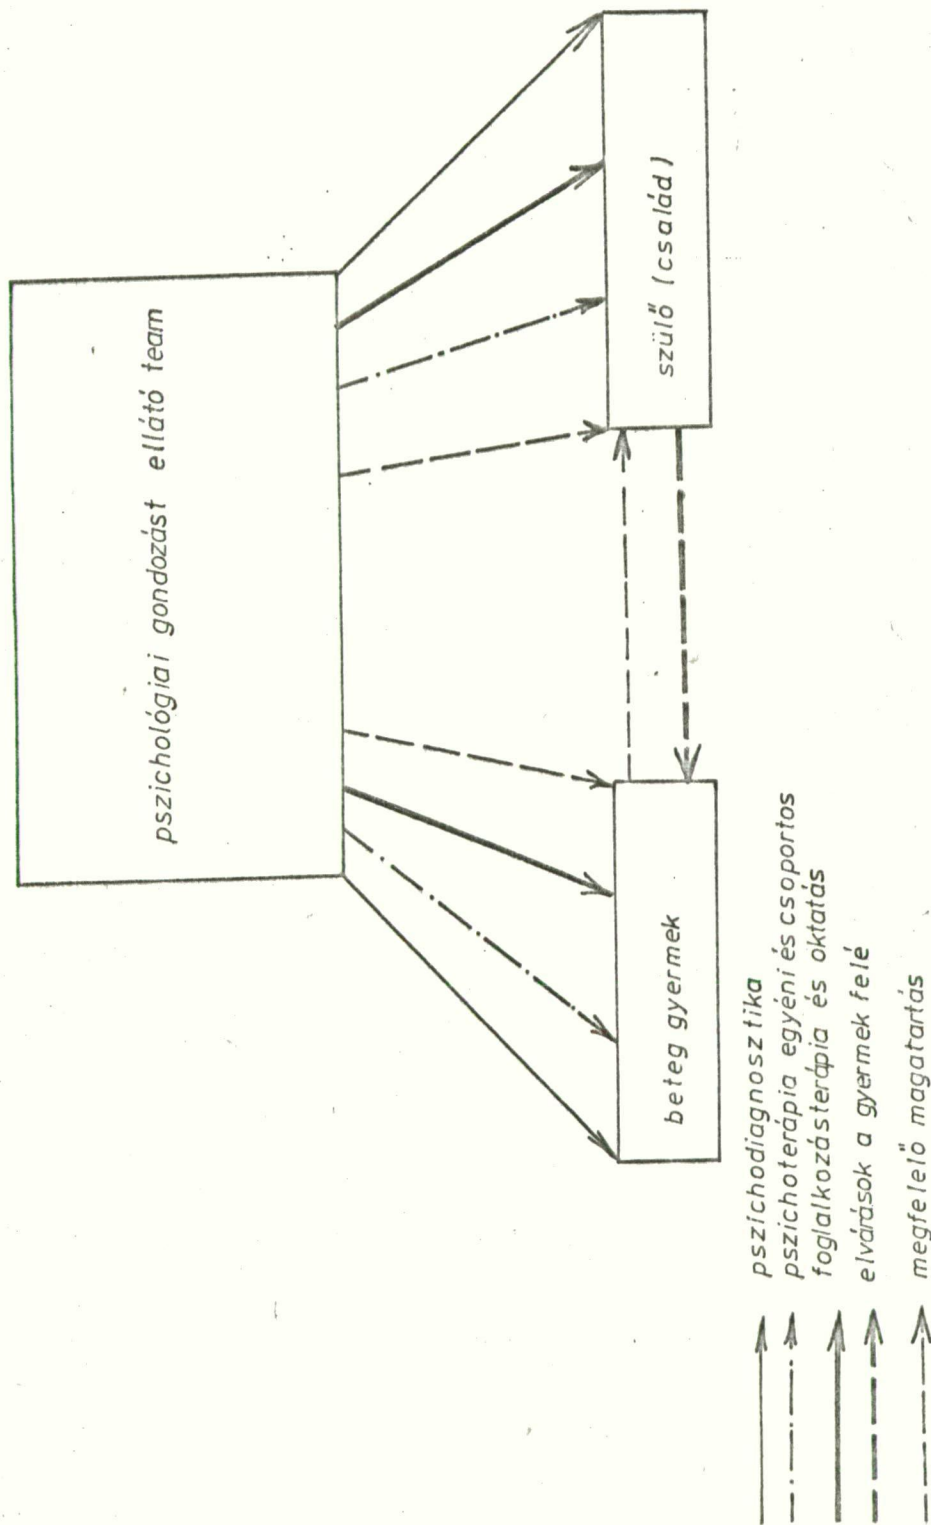 pszichológiai gondozást ellátó team
beteg gyermek
szülő (család)
pszichodiagnosztika
pszichoterápia egyéni és csoportos
foglalkozásterápia és oktatás
elvárások a gyermek felé
megfelelő magatartás